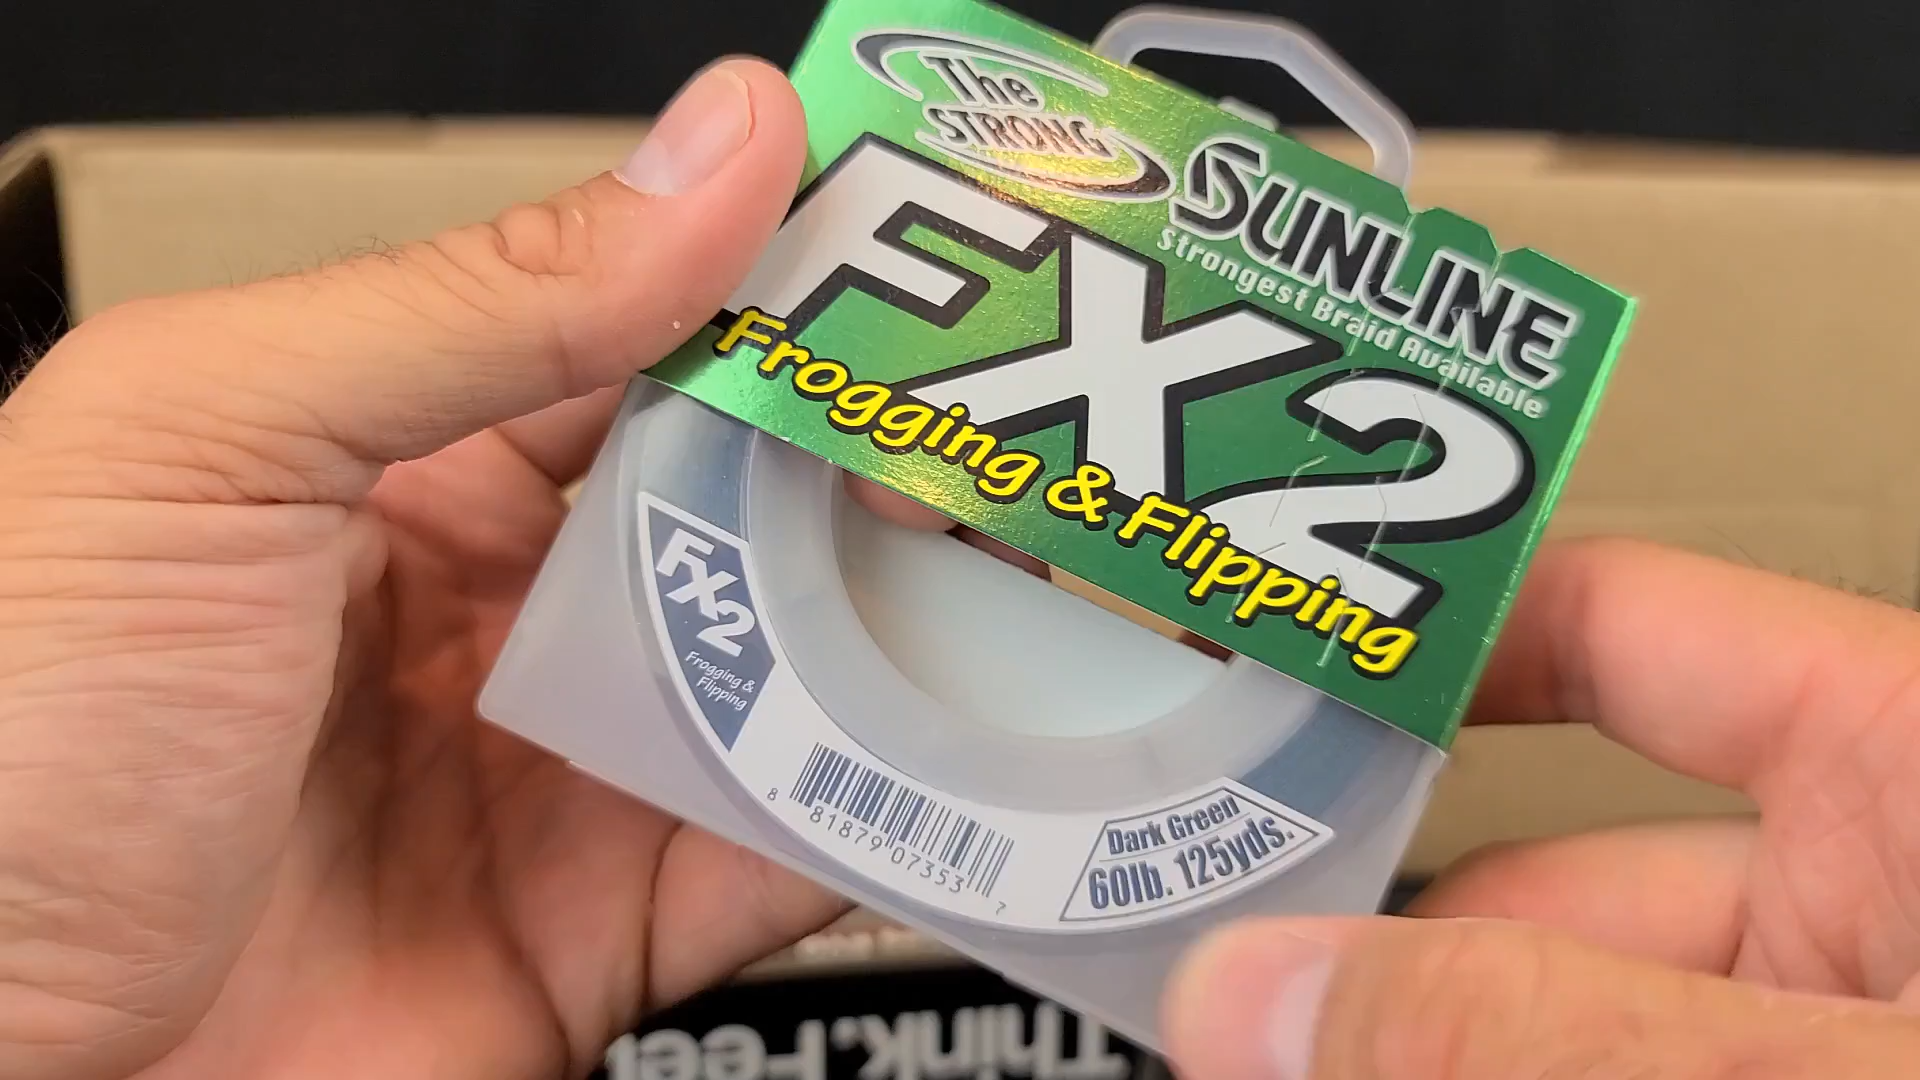 The
STRONG
SUNLINE
Strongest Braid Available
FX2
Frogging & Flipping
FX2
Frogging &
Flipping
8 81879 07353 7
Dark Green
60lb. 125yds.
Think.Feel